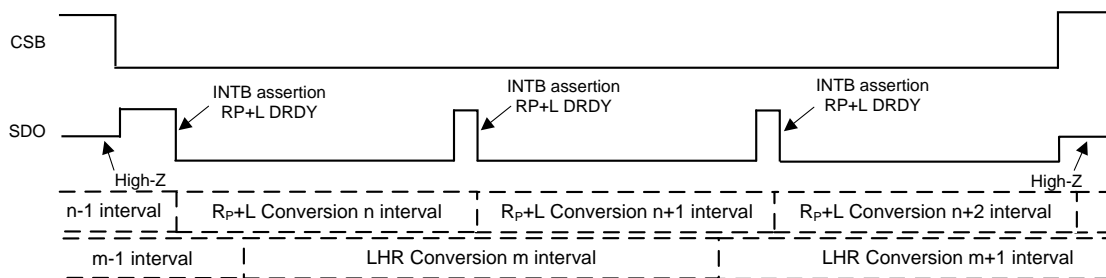 CSB
INTB assertion
RP+L DRDY
INTB assertion
RP+L DRDY
INTB assertion
RP+L DRDY
SDO
High-Z
High-Z
n-1 interval
RP+L Conversion n interval
RP+L Conversion n+1 interval
RP+L Conversion n+2 interval
m-1 interval
LHR Conversion m interval
LHR Conversion m+1 interval